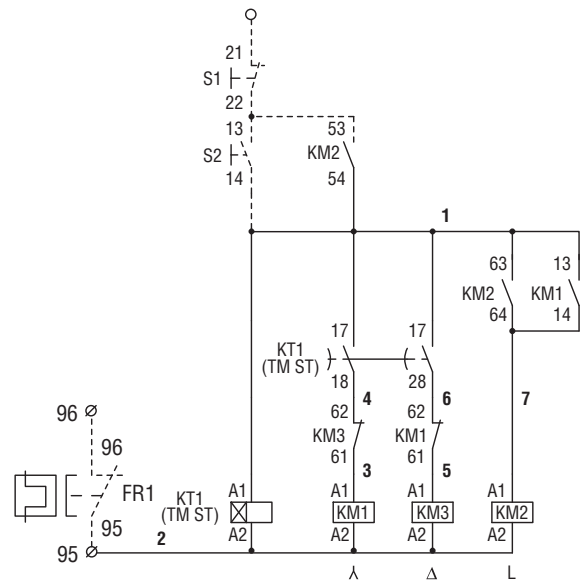 21
S1
22
13 53
S2 KM2
14 54
1
63 13
KM2 KM1
64 14
17 17
KT1
(TM ST)
18 28
4 6 7
96
62 62
96
KM3 KM1
61 61
FR1
3 5
KT1
(TM ST)
A1 A1 A1 A1
95
KM1 KM3 KM2
2
A2 A2 A2 A2
95
⅄ Δ L